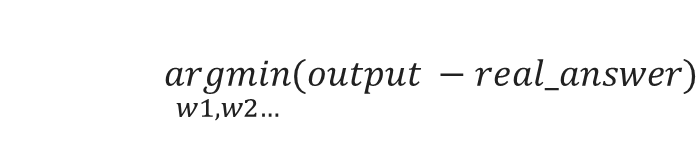 argmin(output − real_answer)
w1,w2…